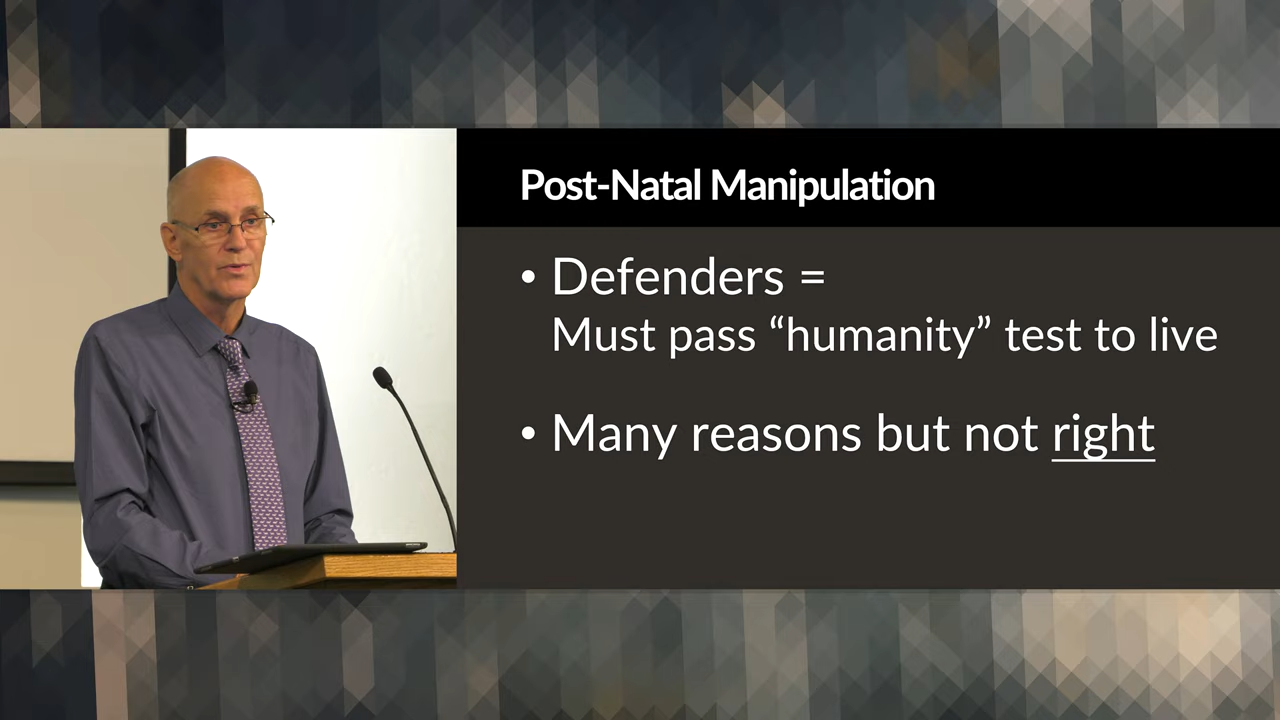 Post-Natal Manipulation
• Defenders =
Must pass “humanity” test to live
• Many reasons but not right